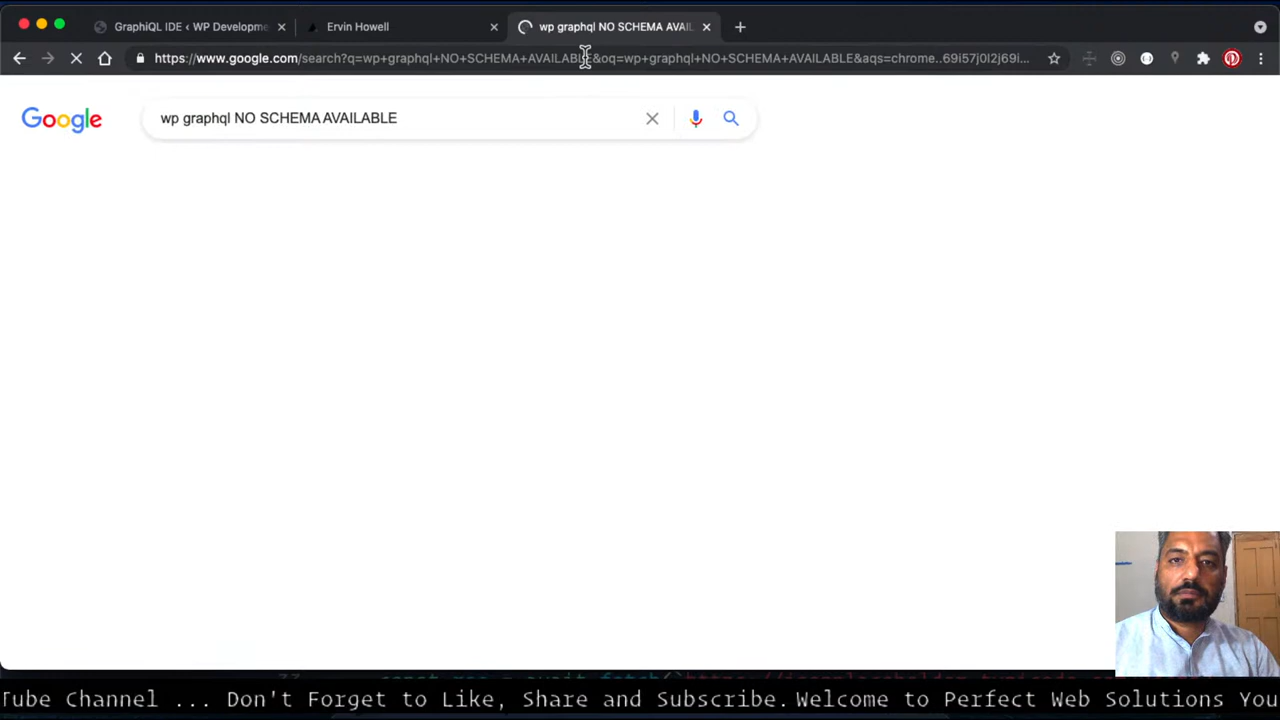 GraphiQL IDE ‹ WP Developme
Ervin Howell
wp graphql NO SCHEMA AVAIL
https://www.google.com/search?q=wp+graphql+NO+SCHEMA+AVAILABLE&oq=wp+graphql+NO+SCHEMA+AVAILABLE&aqs=chrome..69i57j0l2j69i...
Google
wp graphql NO SCHEMA AVAILABLE
Tube Channel ... Don't Forget to Like, Share and Subscribe. Welcome to Perfect Web Solutions You